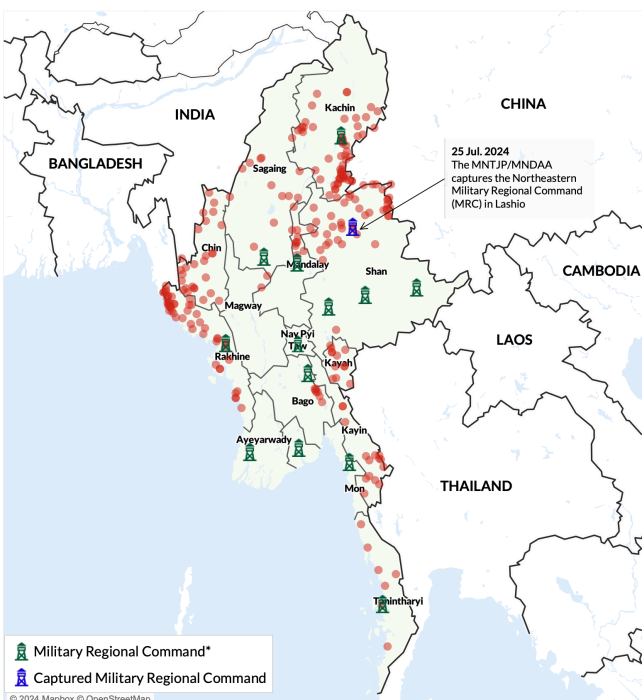 Kachin
CHINA
INDIA
25 Jul. 2024
The MNTJP/MNDAA
captures the Northeastern
Military Regional Command
(MRC) in Lashio
BANGLADESH
Sagaing
Chin
Mandalay
Shan
CAMBODIA
Magway
Nay Pyi
Taw
LAOS
Rakhine
Kayah
Bago
Kayin
Ayeyarwady
Mon
THAILAND
Tanintharyi
Military Regional Command*
Captured Military Regional Command
© 2024 Mapbox © OpenStreetMap